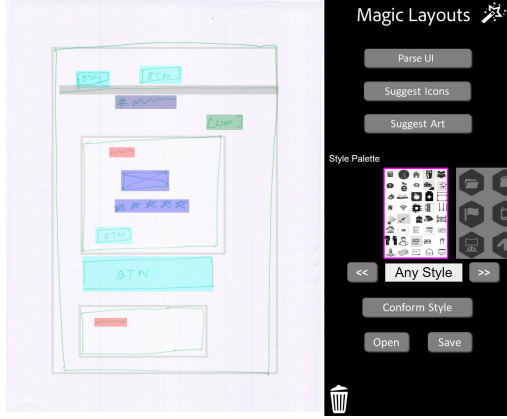 Magic Layouts
Parse UI
Suggest Icons
Suggest Art
Style Palette
<< Any Style >>
Conform Style
Open Save
BTN BTN
#
LINK
BTN
BTN